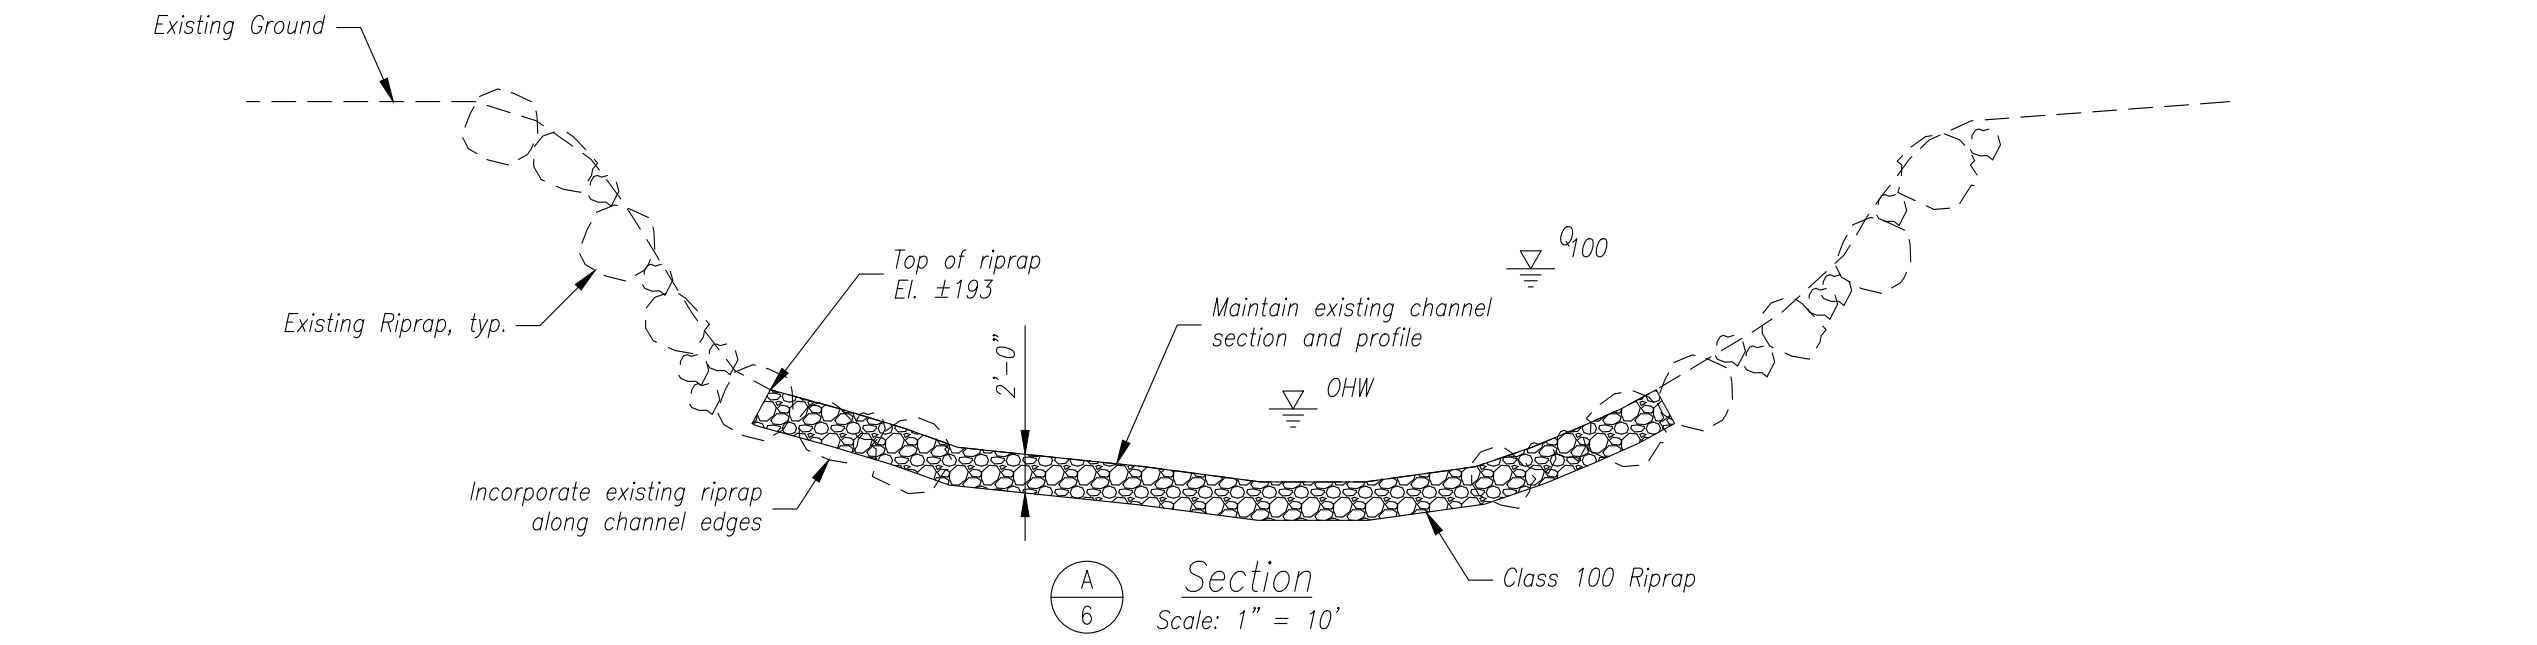 Existing Ground
Q100
Top of riprap
El. ±193
Existing Riprap, typ.
Maintain existing channel
section and profile
2'-0"
OHW
Incorporate existing riprap
along channel edges
A
6
Section
Scale: 1" = 10'
Class 100 Riprap